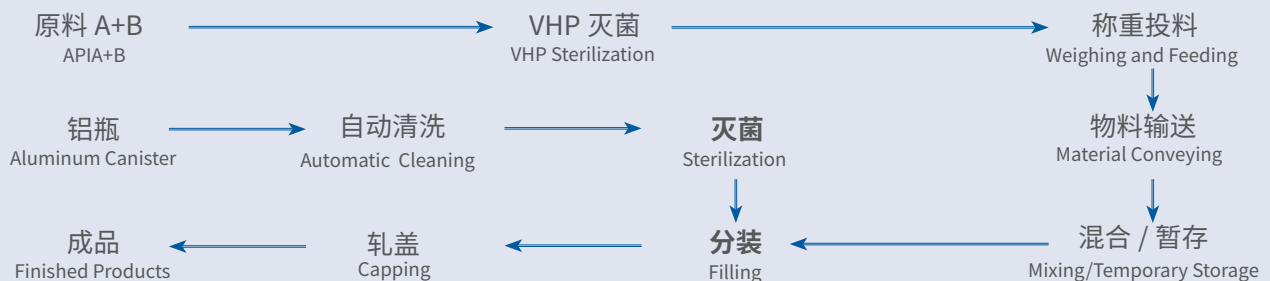 原料 A+B
APIA+B
VHP 灭菌
VHP Sterilization
称重投料
Weighing and Feeding
铝瓶
Aluminum Canister
自动清洗
Automatic Cleaning
灭菌
Sterilization
物料输送
Material Conveying
成品
Finished Products
轧盖
Capping
分装
Filling
混合 / 暂存
Mixing/Temporary Storage